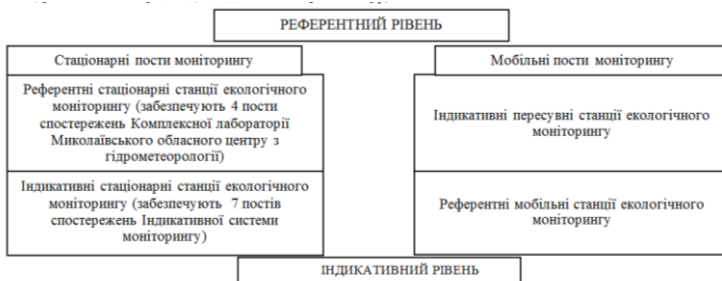 РЕФЕРЕНТНИЙ РІВЕНЬ
Стаціонарні пости моніторингу
Референтні стаціонарні станції екологічного
моніторингу (забезпечують 4 пости
спостережень Комплексної лабораторії
Миколаївського обласного центру з
гідрометеорології)
Індикативні стаціонарні станції екологічного
моніторингу (забезпечують 7 постів
спостережень Індикативної системи
моніторингу)
Мобільні пости моніторингу
Індикативні пересувні станції екологічного
моніторингу
Референтні мобільні станції екологічного
моніторингу
ІНДИКАТИВНИЙ РІВЕНЬ